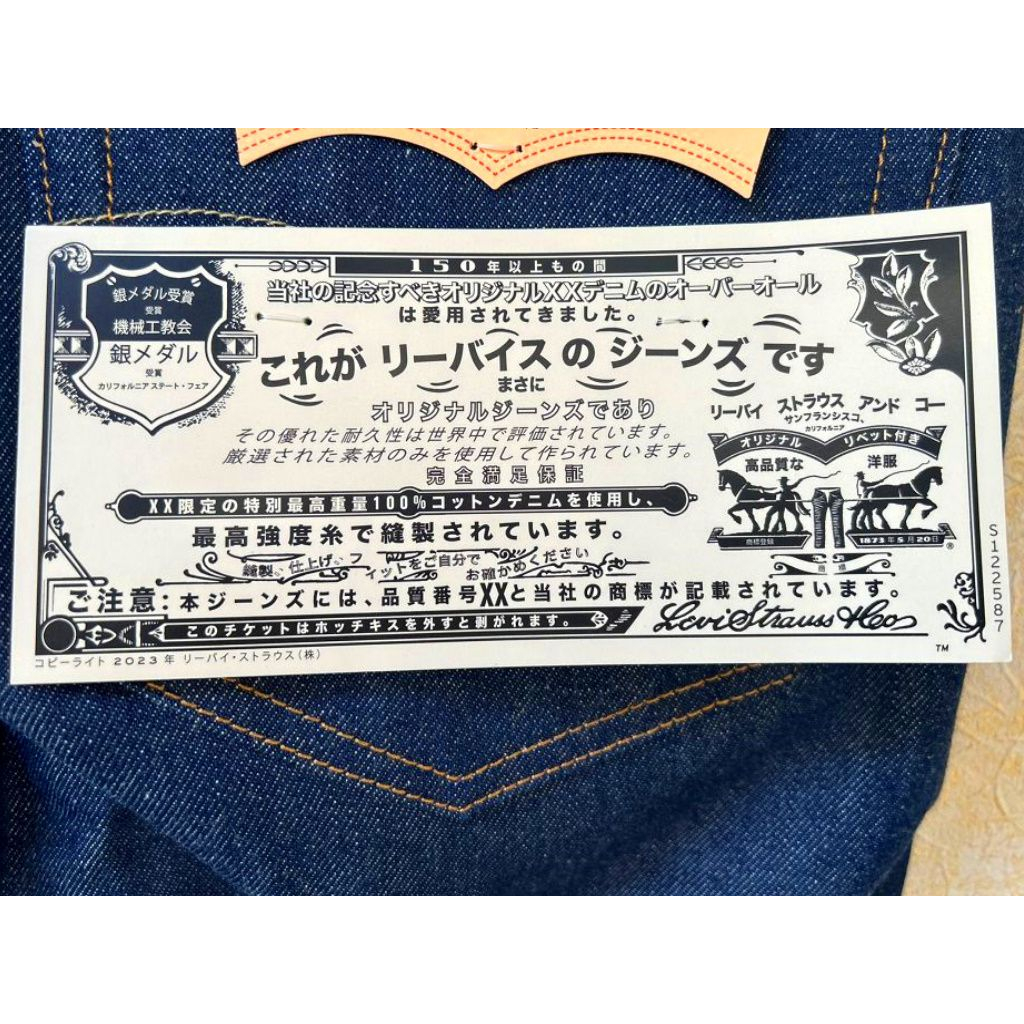 銀メダル受賞
受賞
機械工教会
銀メダル
受賞
カリフォルニア ステート・フェア
150年以上もの間
当社の記念すべきオリジナルXXデニムのオーバーオール
は愛用されてきました。
これが リーバイス の ジーンズ です
まさに
オリジナルジーンズであり
その優れた耐久性は世界中で評価されています。
厳選された素材のみを使用して作られています。
完全満足保証
XX限定の特別最高重量100%コットンデニムを使用し、
最高強度糸で縫製されています。
縫製、仕上げ、フィットをご自分でお確かめください
ご注意:本ジーンズには、品質番号XXと当社の商標が記載されています。
このチケットはホッチキスを外すと剥がれます。
コピーライト 2023年 リーバイ・ストラウス(株)
リーバイ ストラウス アンド コー
サンフランシスコ、
カリフォルニア
オリジナル リベット付き
高品質な 洋服
商標登録
1873年5月20日
®
商標
Levi Strauss & Co
TM
S122587